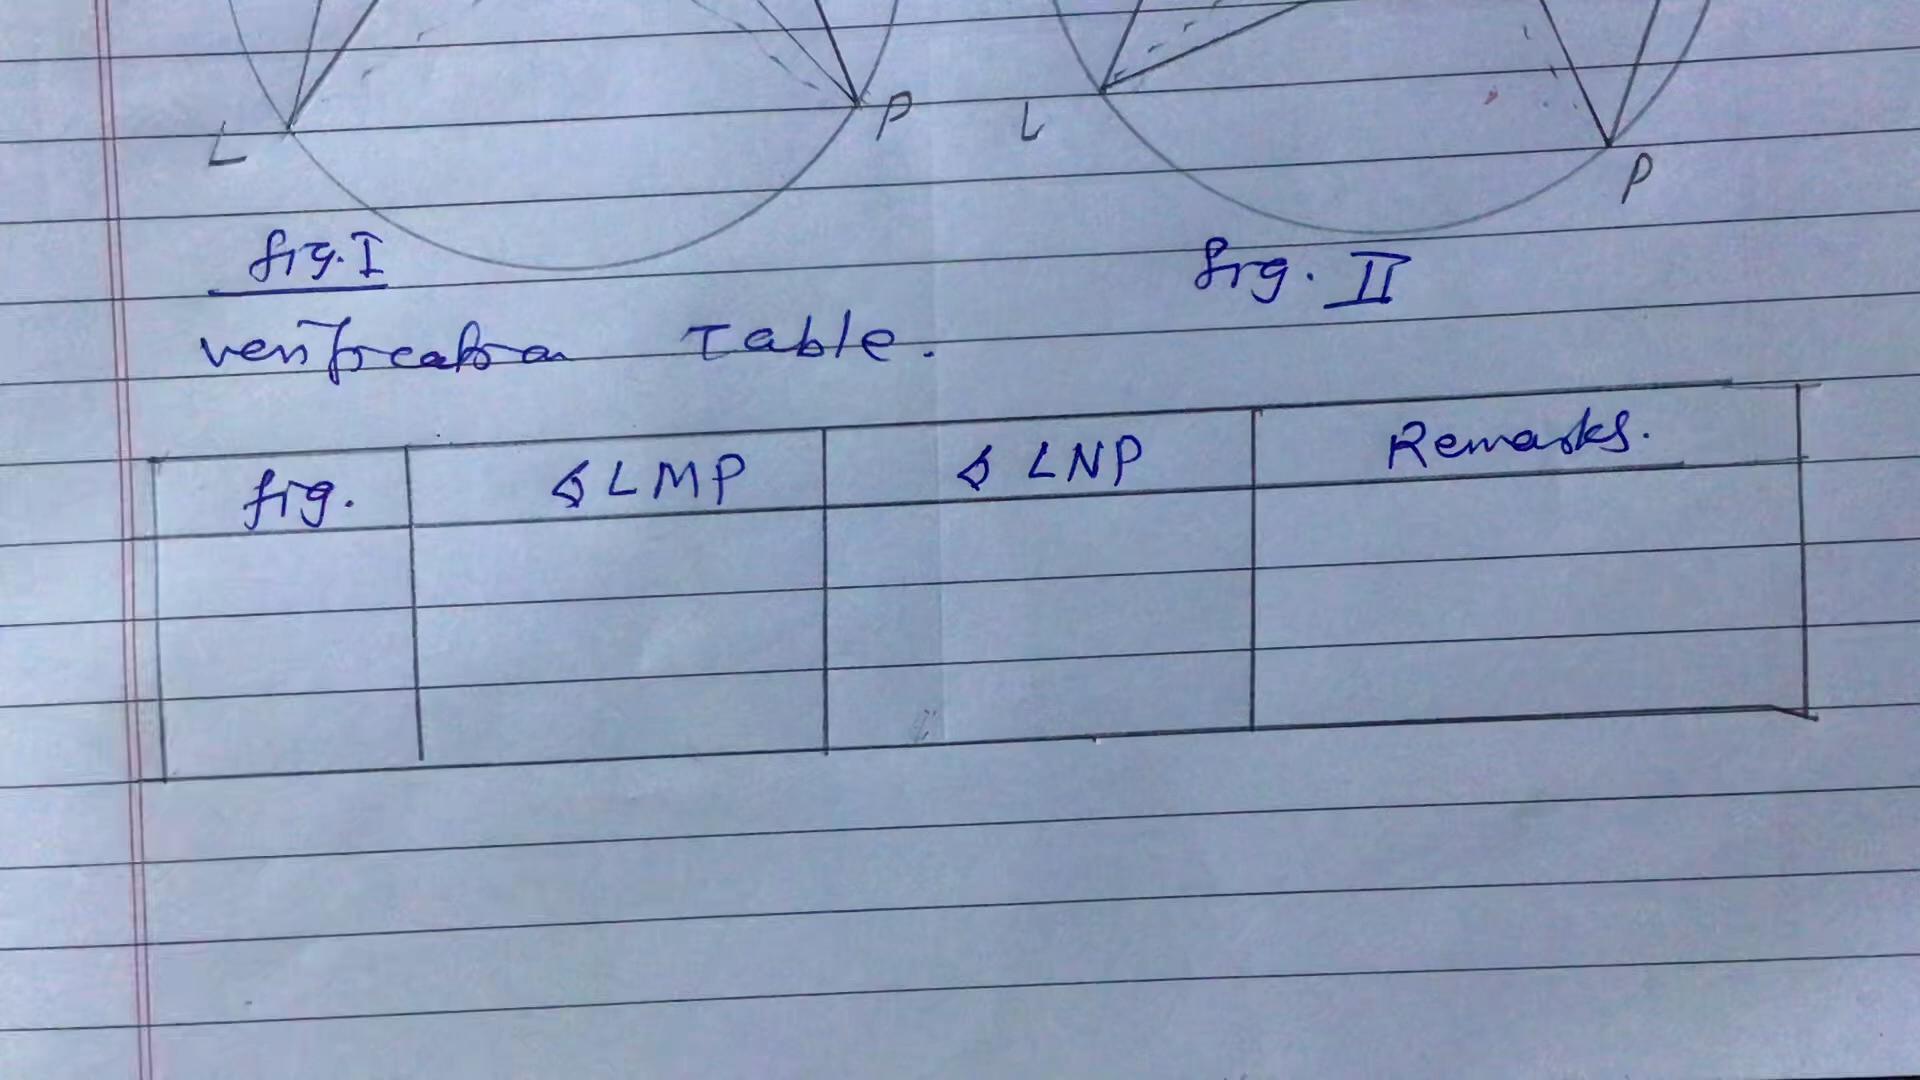 L P L P
fig. I fig. II
verification Table.
fig. ∡LMP ∡LNP Remarks.